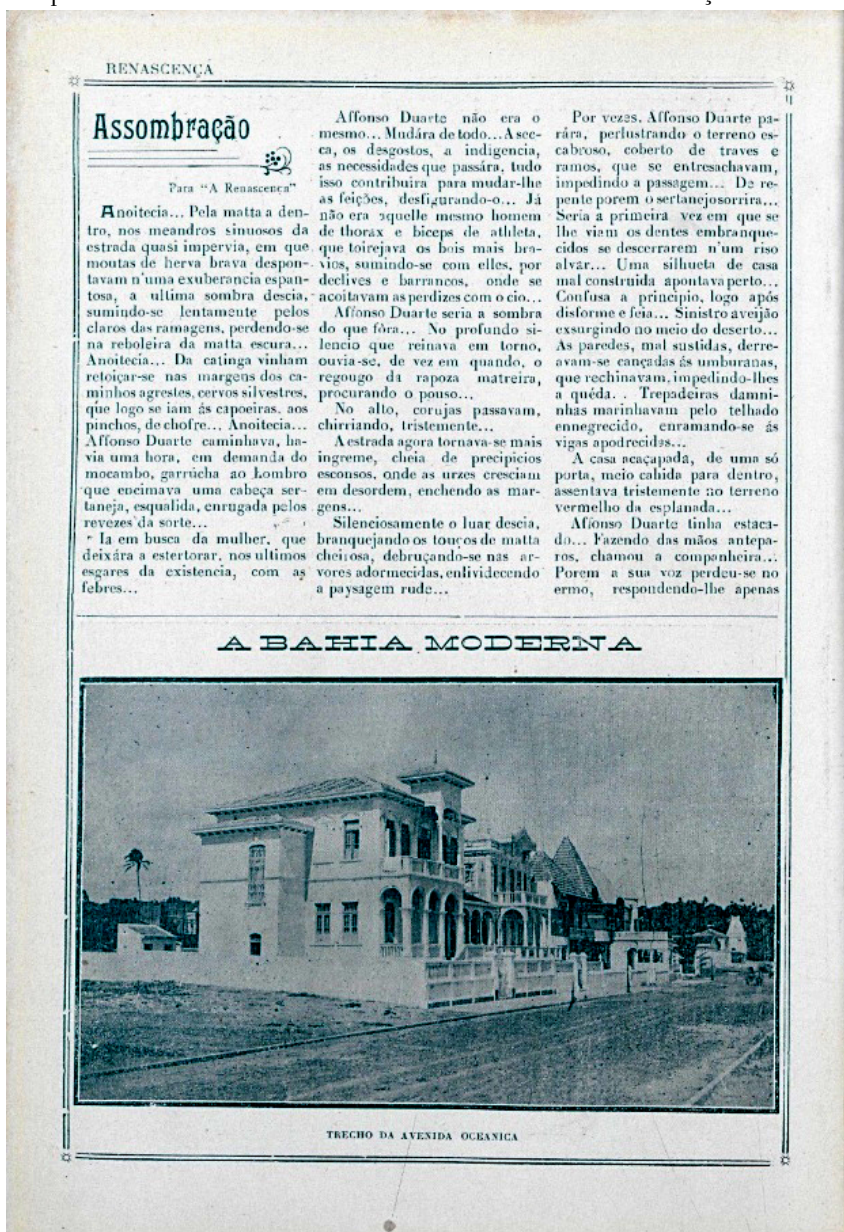 RENASCENÇA
Assombração
Para "A Renascença"
Anoitecia... Pela matta a den-
tro, nos meandros sinuosos da
estrada quasi impervia, em que
moutas de herva brava despon-
tavam n'uma exuberancia espan-
tosa, a ultima sombra descia,
sumindo-se lentamente pelos
claros das ramagens, perdendo-se
na reboleira da matta escura...
Anoitecia... Da catinga vinham
retoiçar-se nas margens dos ca-
minhos agrestes, cervos silvestres,
que logo se iam ás capoeiras, aos
pinchos, de chofre... Anoitecia...
Affonso Duarte caminhava, ha-
via uma hora, em demanda do
mocambo, garrúcha ao hombro
que encimava uma cabeça ser-
taneja, esqualida, enrugada pelos
revezes da sorte...
Ia em busca da mulher, que
deixára a estertorar, nos ultimos
esgares da existencia, com as
febres...
Affonso Duarte não era o
mesmo... Mudára de todo... A sec-
ca, os desgostos, a indigencia,
as necessidades que passára, tudo
isso contribuira para mudar-lhe
as feições, desfigurando-o... Já
não era aquelle mesmo homem
de thorax e biceps de athleta,
que toirejava os bois mais bra-
vios, sumindo-se com elles, por
declives e barrancos, onde se
acoitavam as perdizes com o cio...
Affonso Duarte seria a sombra
do que fôra... No profundo si-
lencio que reinava em torno,
ouvia-se, de vez em quando, o
regougo da rapoza matreira,
procurando o pouso...
No alto, corujas passavam,
chirriando, tristemente...
A estrada agora tornava-se mais
ingreme, cheia de precipicios
esconsos, onde as urzes cresciam
em desordem, enchendo as mar-
gens...
Silenciosamente o luar descia,
branquejando os touços de matta
cheirosa, debruçando-se nas ar-
vores adormecidas, enlividecendo
a paysagem rude...
Por vezes, Affonso Duarte pa-
rára, perlustrando o terreno es-
cabroso, coberto de traves e
ramos, que se entresachavam,
impedindo a passagem... De re-
pente porem o sertanejo sorrira...
Seria a primeira vez em que se
lhe viam os dentes embranque-
cidos se descerrarem n'um riso
alvar... Uma silhueta de casa
mal construida apontava perto...
Confusa a principio, logo após
disforme e feia... Sinistro aveijão
exsurgindo no meio do deserto...
As paredes, mal sustidas, derre-
avam-se cançadas ás umburanas,
que rechinavam, impedindo-lhes
a quéda. . Trepadeiras damni-
nhas marinhavam pelo telhado
ennegrecido, enramando-se ás
vigas apodrecidas...
A casa acaçapada, de uma só
porta, meio cahida para dentro,
assentava tristemente no terreno
vermelho da esplanada...
Affonso Duarte tinha estaca-
do... Fazendo das mãos antepa-
ros, chamou a companheira...
Porem a sua voz perdeu-se no
ermo, respondendo-lhe apenas
A BAHIA MODERNA
TRECHO DA AVENIDA OCEANICA